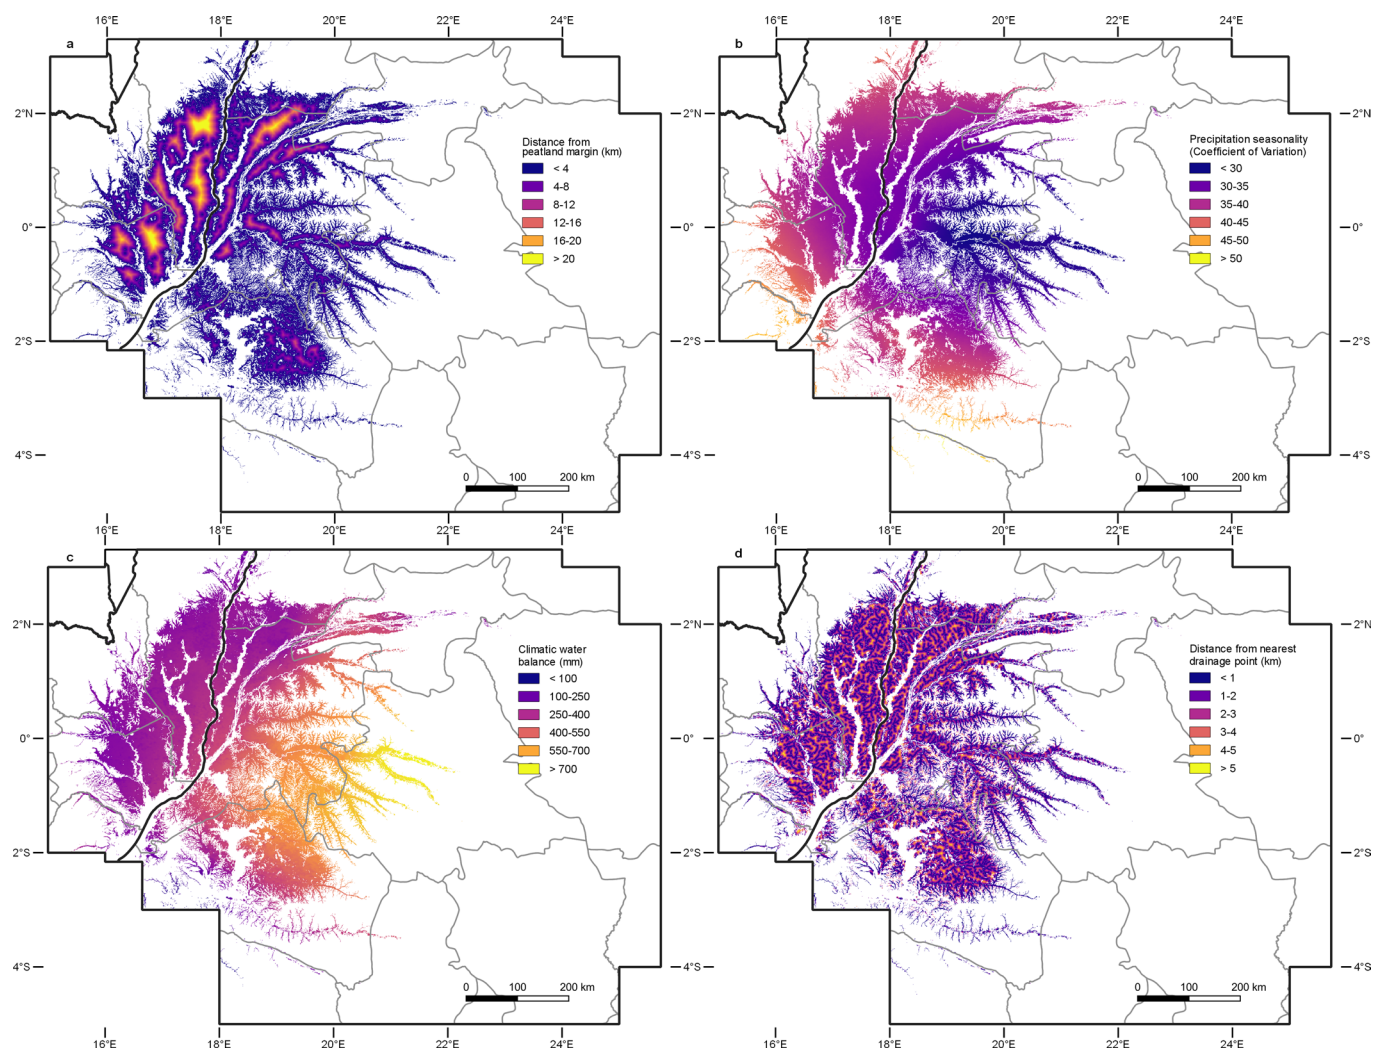 16°E 18°E 20°E 22°E 24°E
16°E 18°E 20°E 22°E 24°E
a
b
2°N
0°
2°S
4°S
2°N
0°
2°S
4°S
Distance from
peatland margin (km)
< 4
4-8
8-12
12-16
16-20
> 20
0 100 200 km
Precipitation seasonality
(Coefficient of Variation)
< 30
30-35
35-40
40-45
45-50
> 50
0 100 200 km
16°E 18°E 20°E 22°E 24°E
16°E 18°E 20°E 22°E 24°E
c
d
2°N
0°
2°S
4°S
2°N
0°
2°S
4°S
Climatic water
balance (mm)
< 100
100-250
250-400
400-550
550-700
> 700
0 100 200 km
Distance from nearest
drainage point (km)
< 1
1-2
2-3
3-4
4-5
> 5
0 100 200 km
16°E 18°E 20°E 22°E 24°E
16°E 18°E 20°E 22°E 24°E